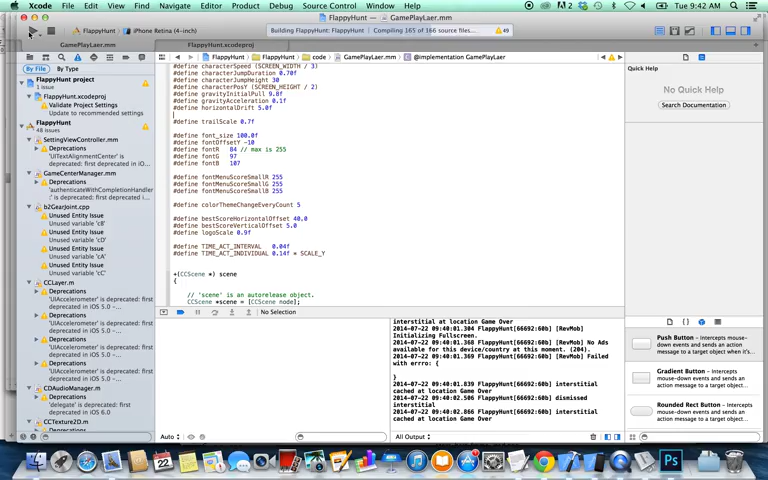 Xcode File Edit View Find Navigate Editor Product Debug Source Control Window Help
2 Tue 9:42 AM
FlappyHunt — GamePlayLaer.mm
FlappyHunt iPhone Retina (4-inch)
Building FlappyHunt: FlappyHunt | Compiling 165 of 166 source files...
49
GamePlayLaer.mm
FlappyHunt.xcodeproj
FlappyHunt code GamePlayLaer.mm @implementation GamePlayLayer
By File By Type
FlappyHunt project
1 issue
FlappyHunt.xcodeproj
Validate Project Settings
Update to recommended settings
FlappyHunt
48 issues
SettingViewController.mm
Deprecations
'UITextAlignmentCenter' is
deprecated: first deprecated in iO...
GameCenterManager.mm
Deprecations
'authenticateWithCompletionHandler
:' is deprecated: first deprecated i...
b2GearJoint.cpp
Unused Entity Issue
Unused variable 'cB'
Unused Entity Issue
Unused variable 'cD'
Unused Entity Issue
Unused variable 'cA'
Unused Entity Issue
Unused variable 'cC'
CCLayer.m
Deprecations
'UIAccelerometer' is deprecated: first
deprecated in iOS 5.0 -...
Deprecations
'UIAccelerometer' is deprecated: first
deprecated in iOS 5.0 -...
Deprecations
'UIAccelerometer' is deprecated: first
deprecated in iOS 5.0 -...
CDAudioManager.m
Deprecations
'delegate' is deprecated: first
deprecated in iOS 6.0
CCTexture2D.m
Deprecations
#define characterSpeed (SCREEN_WIDTH / 3)
#define characterJumpDuration 0.70f
#define characterJumpHeight 30
#define characterPosY (SCREEN_HEIGHT / 2)
#define gravityInitialPull 9.8f
#define gravityAcceleration 0.1f
#define horizontalDrift 5.0f
#define trailScale 0.7f
#define font_size 100.0f
#define fontOffsetY -10
#define fontR 84 // max is 255
#define fontG 97
#define fontB 107
#define fontMenuScoreSmallR 255
#define fontMenuScoreSmallG 255
#define fontMenuScoreSmallB 255
#define colorThemeChangeEveryCount 5
#define bestScoreHorizontalOffset 40.0
#define bestScoreVerticalOffset 5.0
#define logoScale 0.9f
#define TIME_ACT_INTERVAL 0.04f
#define TIME_ACT_INDIVIDUAL 0.14f * SCALE_Y
+(CCScene *) scene
{
// 'scene' is an autorelease object.
CCScene *scene = [CCScene node];
No Selection
interstitial at location Game Over
2014-07-22 09:40:01.304 FlappyHunt[66692:60b] [RevMob]
Initializing Fullscreen.
2014-07-22 09:40:01.368 FlappyHunt[66692:60b] [RevMob] No Ads
available for this device/country at this moment. (204).
2014-07-22 09:40:01.369 FlappyHunt[66692:60b] [RevMob] Failed
with errro: {
}
2014-07-22 09:40:01.839 FlappyHunt[66692:60b] interstitial
cached at location Game Over
2014-07-22 09:40:02.506 FlappyHunt[66692:60b] dismissed
interstitial
2014-07-22 09:40:02.866 FlappyHunt[66692:60b] interstitial
cached at location Game Over
Auto
All Output
Quick Help
No Quick Help
Search Documentation
Push Button - Intercepts
mouse-down events and sends an
action message to a target object when it's...
Gradient Button - Intercepts
mouse-down events and sends an
action message to a target object...
Rounded Rect Button - Intercepts
mouse-down events and sends an
action message to a target object...
Ps